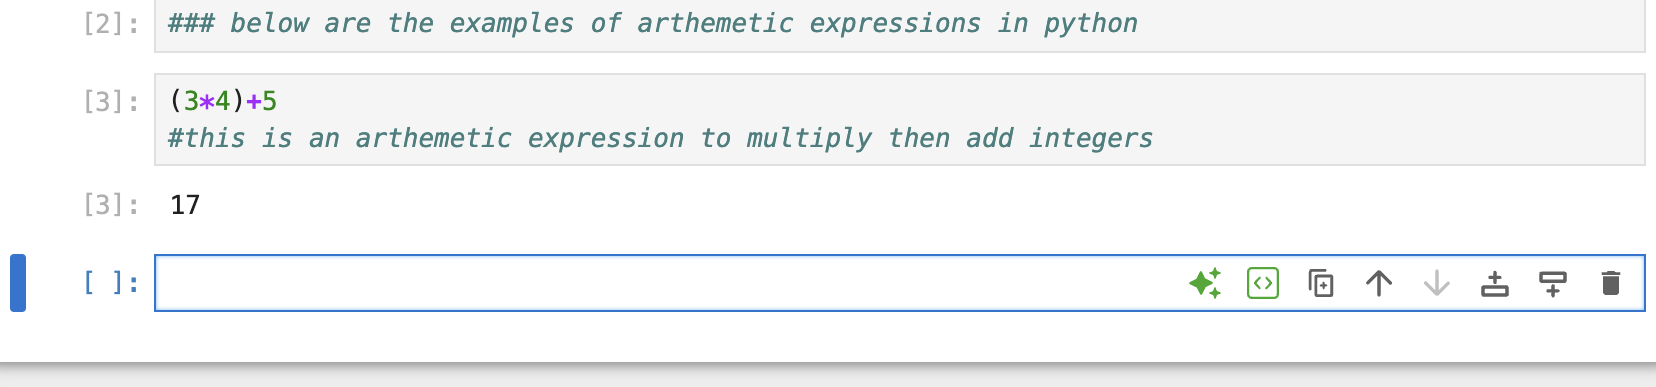 [2]: ### below are the examples of arthemetic expressions in python
[3]: (3*4)+5
#this is an arthemetic expression to multiply then add integers
[3]: 17
[ ]: